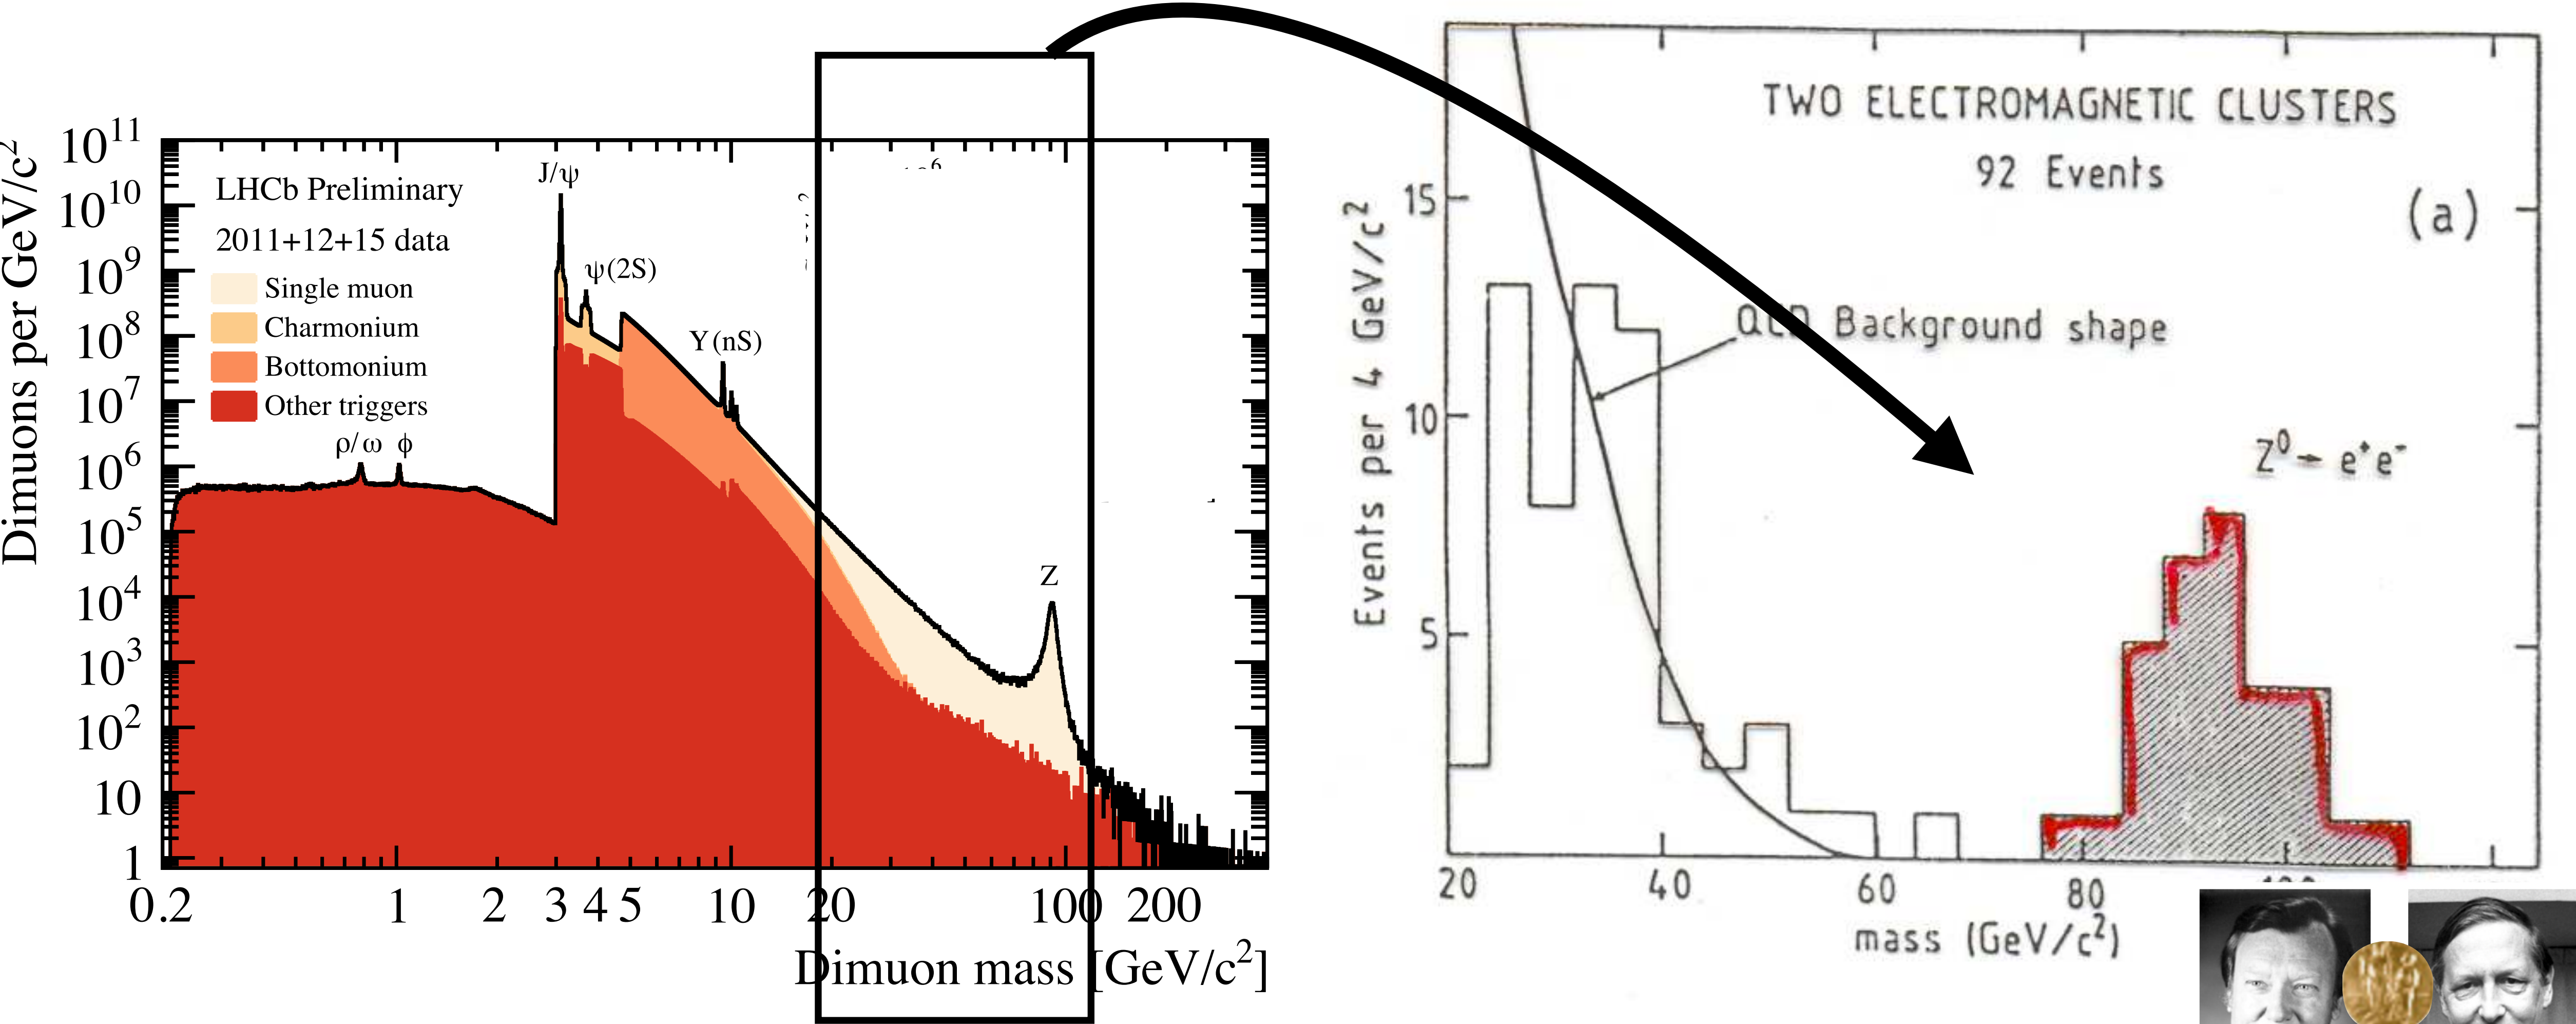 Dimuons per GeV/c²
10¹¹
10¹⁰
10⁹
10⁸
10⁷
10⁶
10⁵
10⁴
10³
10²
10
1
LHCb Preliminary
2011+12+15 data
Single muon
Charmonium
Bottomonium
Other triggers
ρ/ω
ϕ
J/ψ
ψ(2S)
Υ(nS)
Z
0.2 1 2 3 4 5 10 20 100 200
Dimuon mass [GeV/c²]
TWO ELECTROMAGNETIC CLUSTERS
92 Events
(a)
Events per 4 GeV/c²
15
10
5
QCD Background shape
Z⁰ → e⁺e⁻
20 40 60 80
mass (GeV/c²)